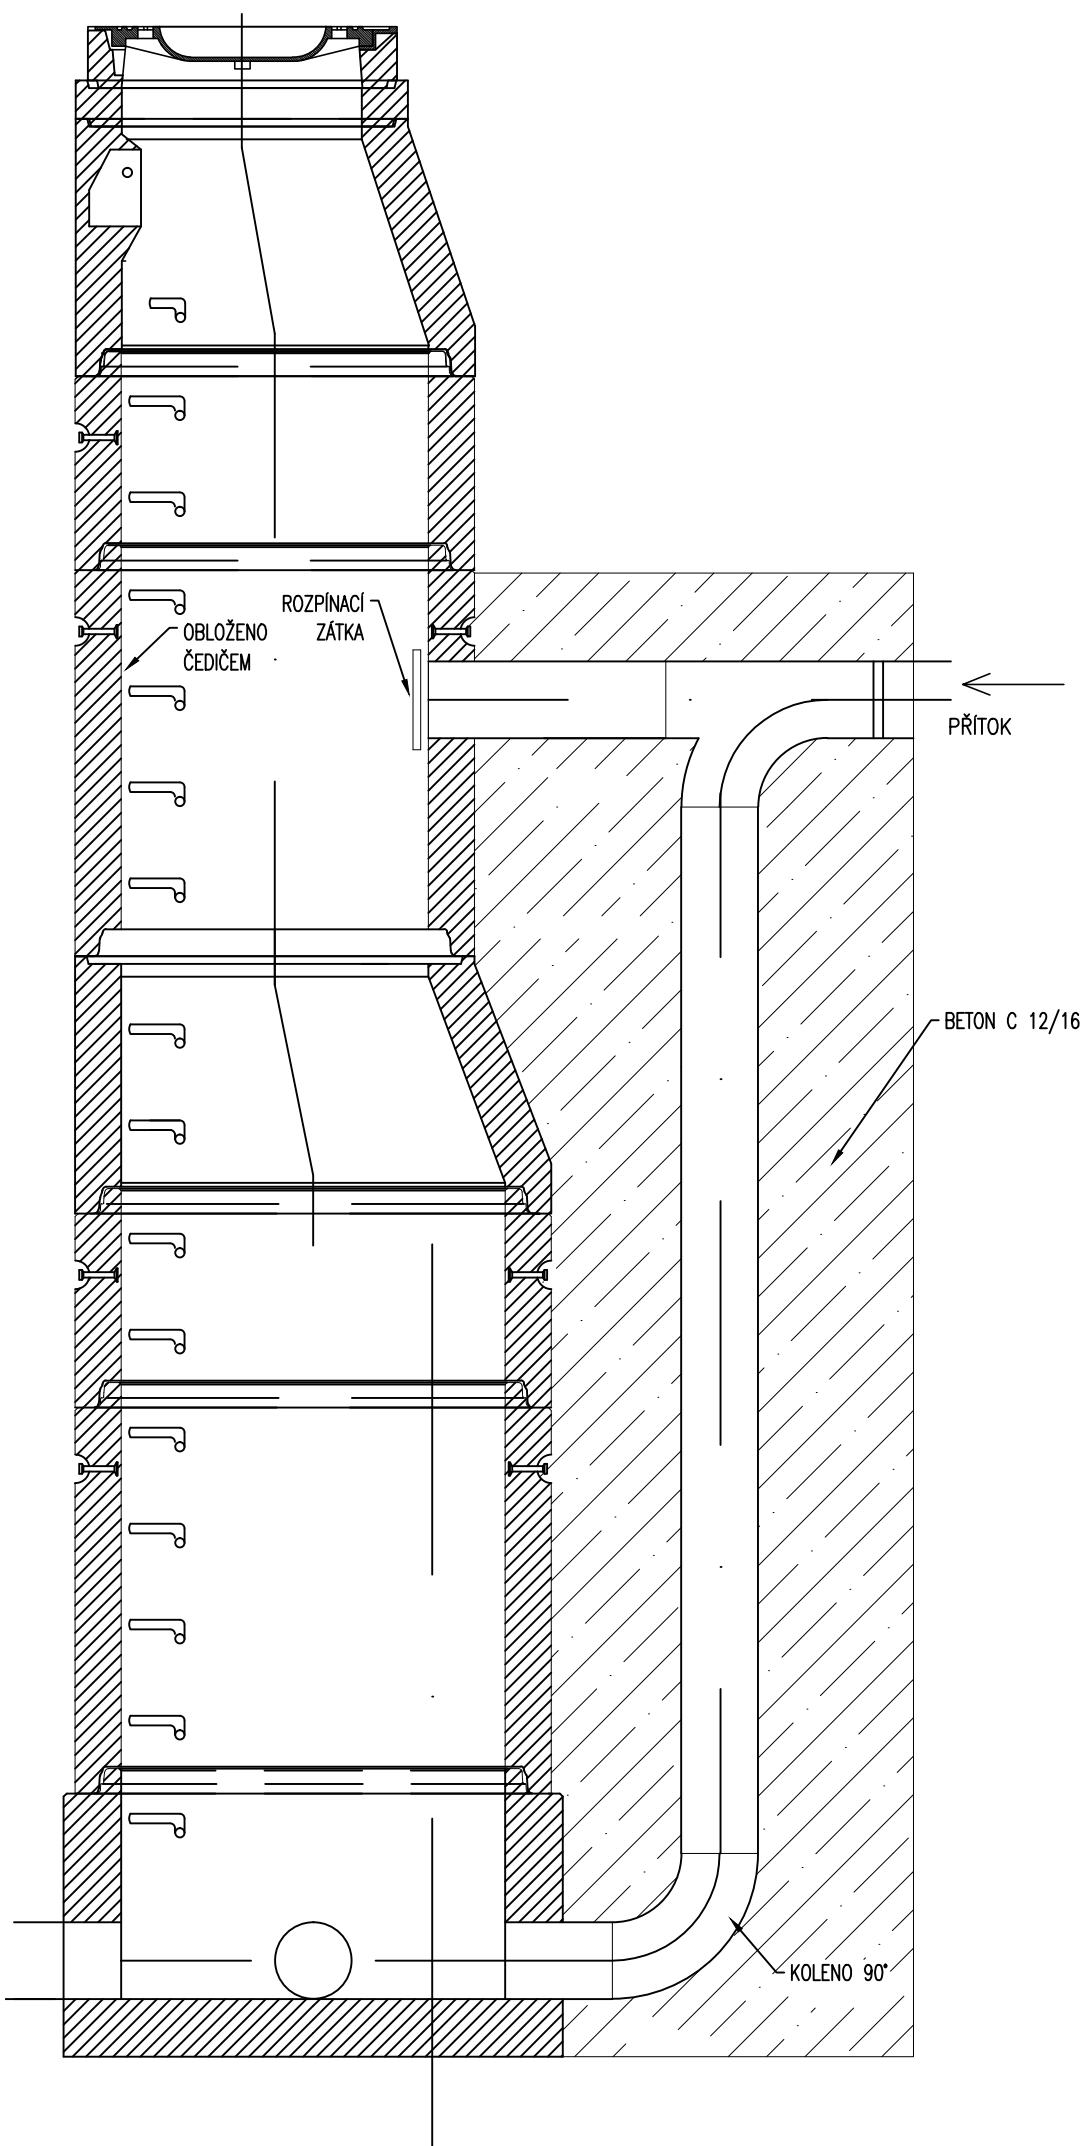 ROZPÍNACÍ
ZÁTKA
OBLOŽENO
ČEDIČEM
PŘÍTOK
BETON C 12/16
KOLENO 90°